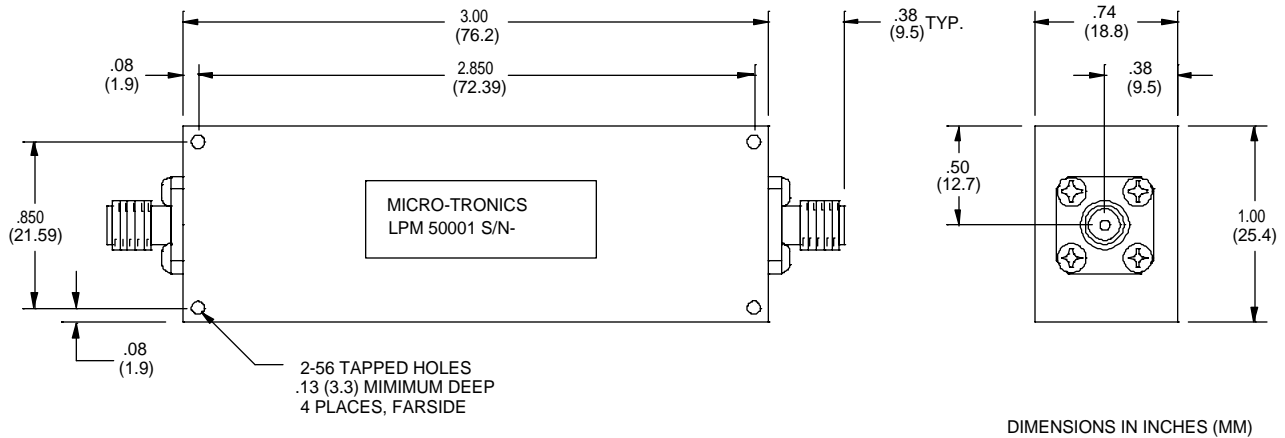 3.00
(76.2)
.38 TYP.
(9.5)
.74
(18.8)
.08
(1.9)
2.850
(72.39)
.38
(9.5)
.50
(12.7)
.850
(21.59)
MICRO-TRONICS
LPM 50001 S/N-
1.00
(25.4)
.08
(1.9)
2-56 TAPPED HOLES
.13 (3.3) MIMIMUM DEEP
4 PLACES, FARSIDE
DIMENSIONS IN INCHES (MM)